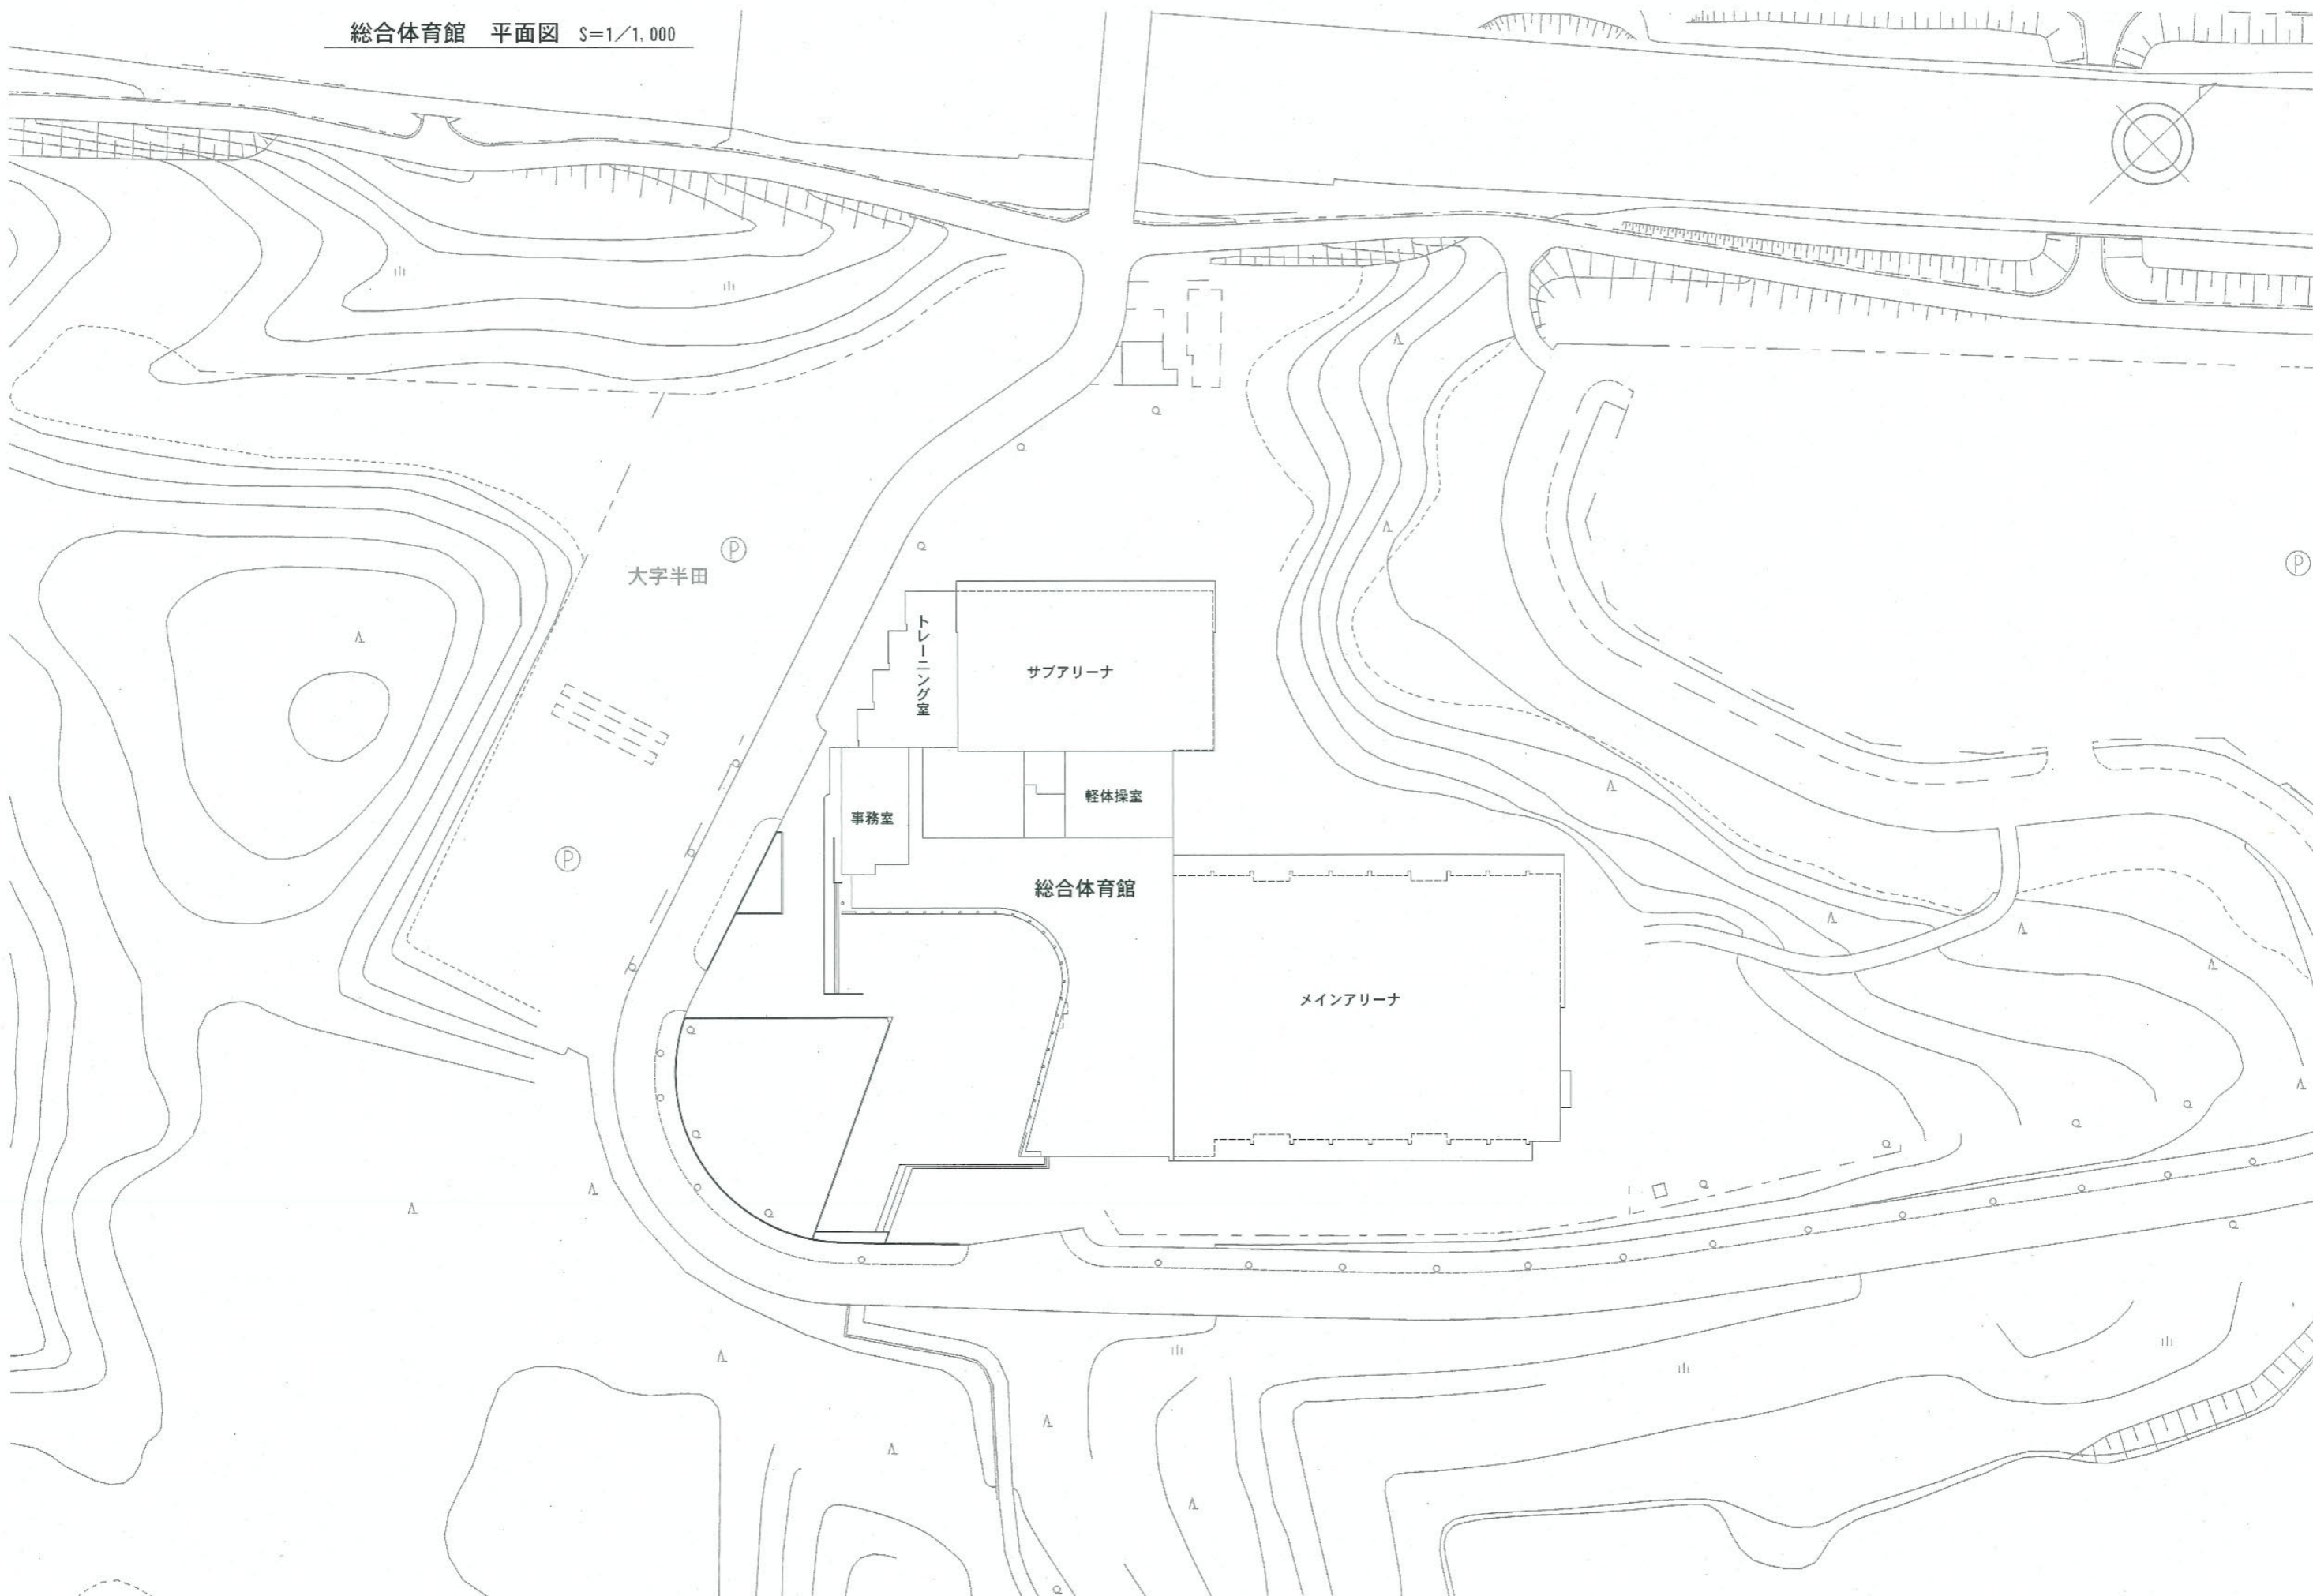 総合体育館 平面図 S=1/1,000
Ⓟ
大字半田
Ⓟ
トレーニング室
サブアリーナ
軽体操室
事務室
Ⓟ
総合体育館
メインアリーナ